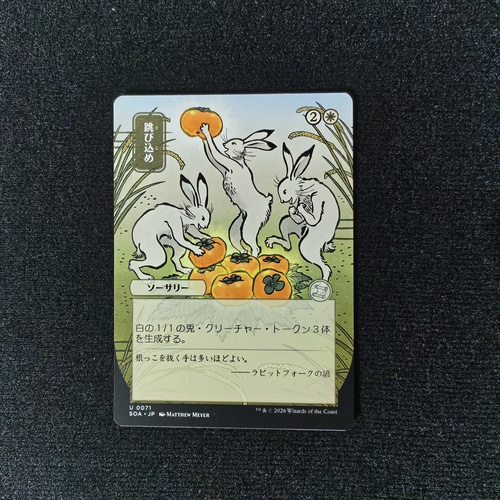 跳び込め
2
ソーサリー
白の1/1の兎・クリーチャー・トークン3体
を生成する。
根っこを抜く手は多いほどよい。
――ラビットフォークの諺
U 0071
SOA • JP Matthew Meyer
™ & © 2026 Wizards of the Coast